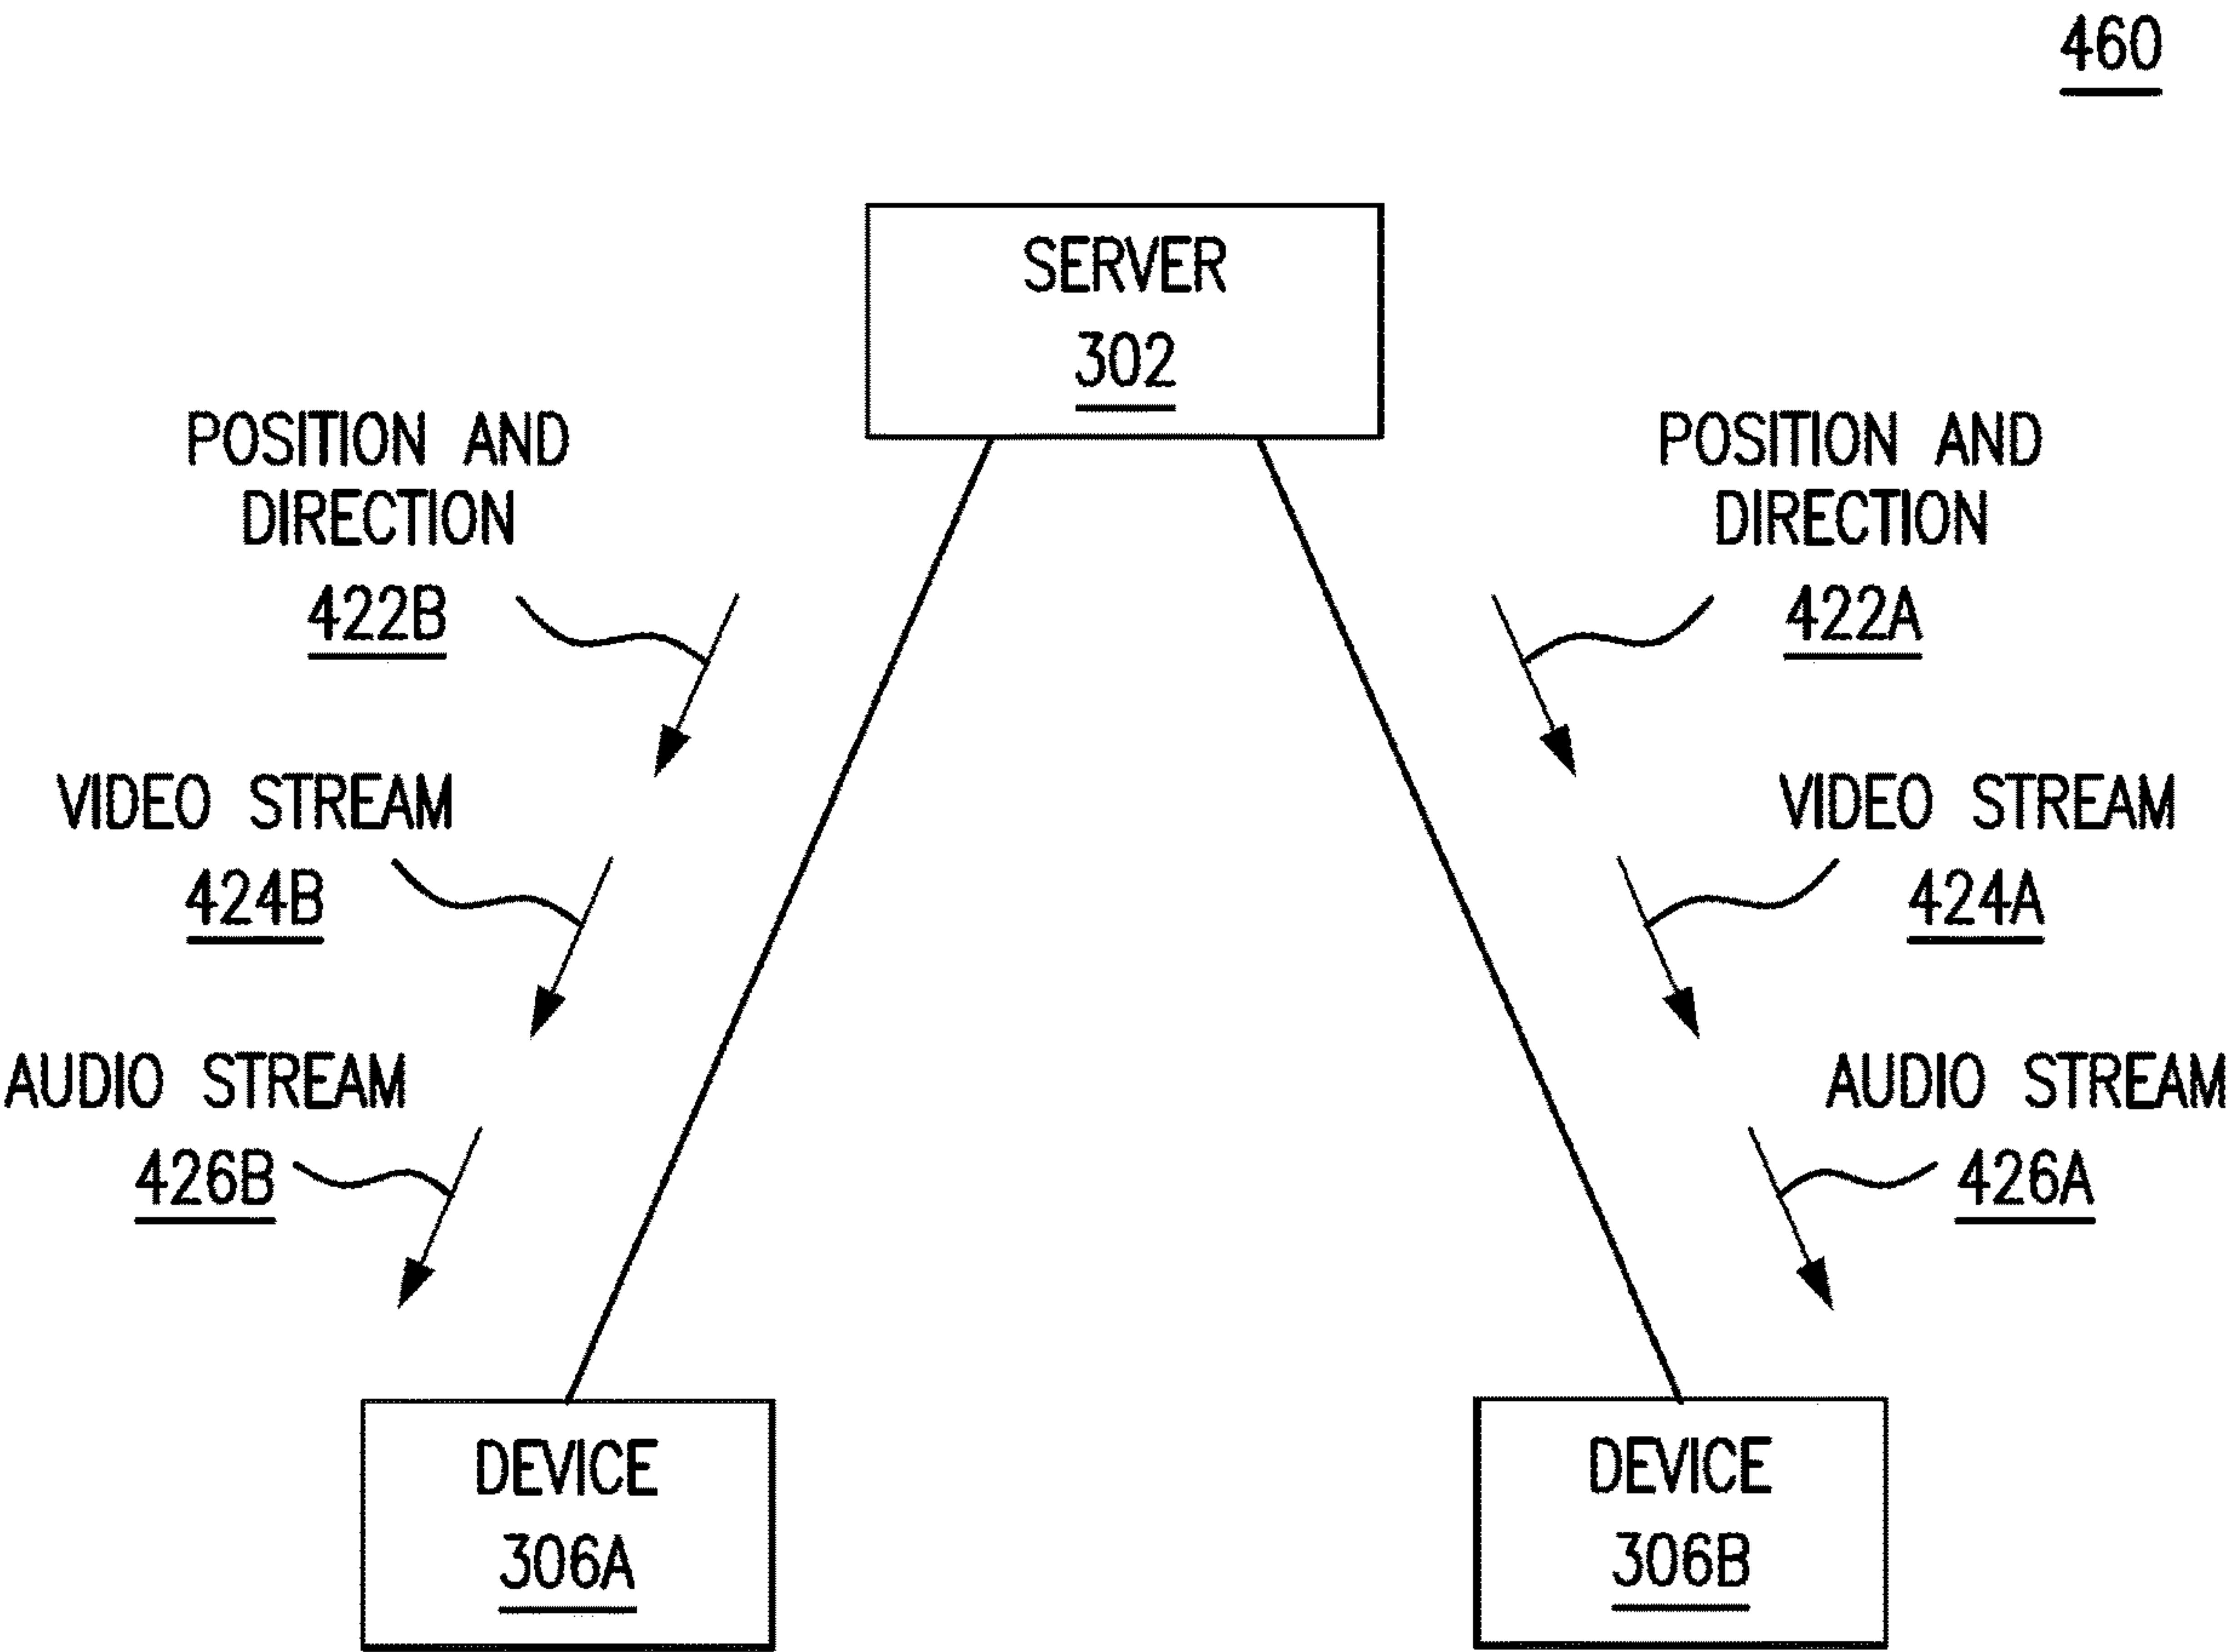 460
SERVER
302
POSITION AND
DIRECTION
422B
POSITION AND
DIRECTION
422A
VIDEO STREAM
424B
VIDEO STREAM
424A
AUDIO STREAM
426B
AUDIO STREAM
426A
DEVICE
306A
DEVICE
306B